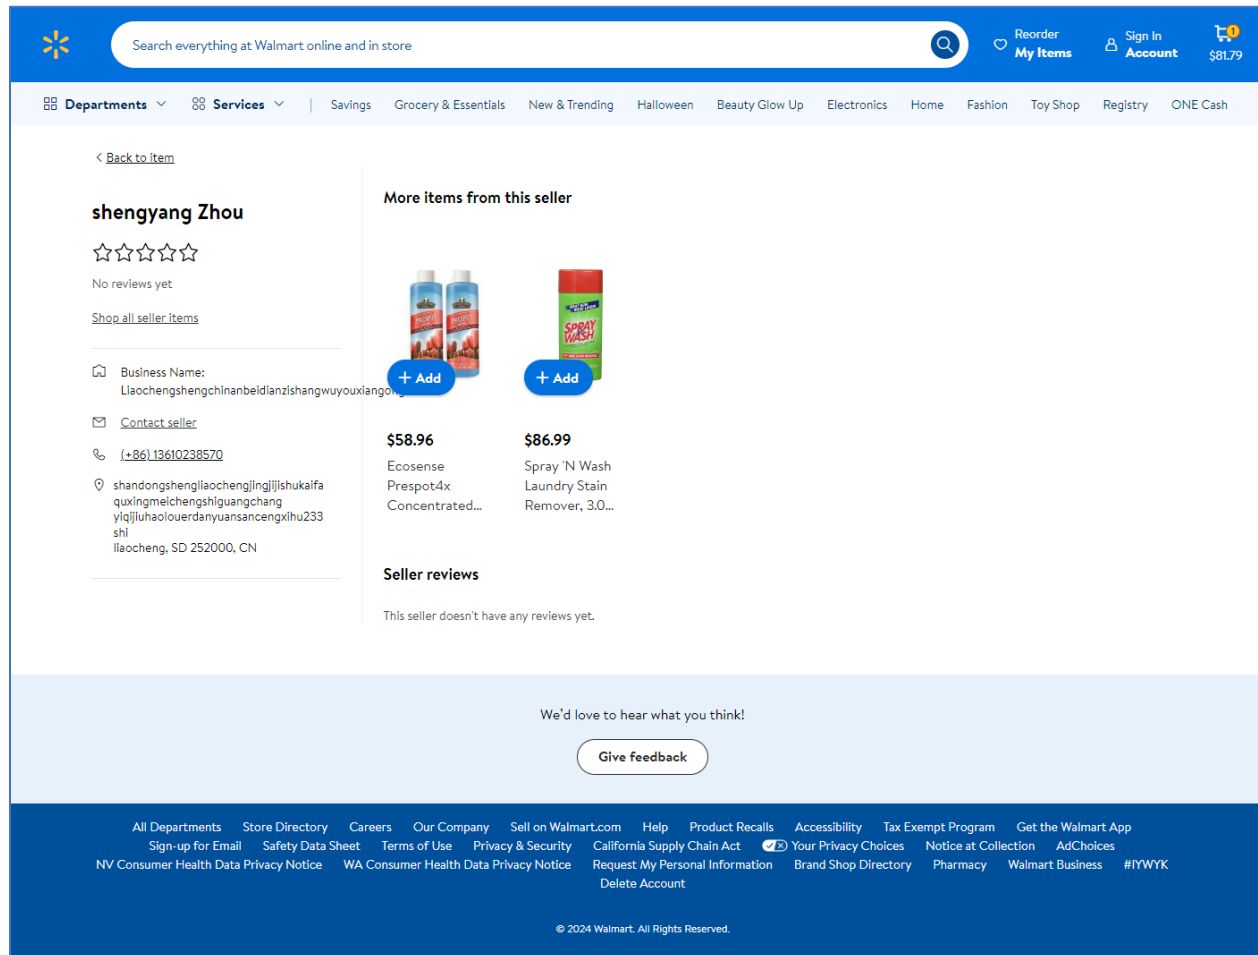 Search everything at Walmart online and in store
Reorder
My Items
Sign In
Account
1
$81.79
Departments
Services
Savings
Grocery & Essentials
New & Trending
Halloween
Beauty Glow Up
Electronics
Home
Fashion
Toy Shop
Registry
ONE Cash
Back to item
shengyang Zhou
No reviews yet
Shop all seller items
Business Name:
Liaochengshengchinanbeidianzishangwuyouxiangong
Contact seller
(+86) 13610238570
shandongshengliaochengjingjijishukaifa
quxingmeichengshiguangchang
yiqijiuhaolouerdanyuansancengxihu233
shi
liaocheng, SD 252000, CN
More items from this seller
PRESPOT
SPRAY
WASH
+ Add
+ Add
$58.96
Ecosense
Prespot4x
Concentrated...
$86.99
Spray 'N Wash
Laundry Stain
Remover, 3.0...
Seller reviews
This seller doesn't have any reviews yet.
We'd love to hear what you think!
Give feedback
All Departments Store Directory Careers Our Company Sell on Walmart.com Help Product Recalls Accessibility Tax Exempt Program Get the Walmart App
Sign-up for Email Safety Data Sheet Terms of Use Privacy & Security California Supply Chain Act Your Privacy Choices Notice at Collection AdChoices
NV Consumer Health Data Privacy Notice WA Consumer Health Data Privacy Notice Request My Personal Information Brand Shop Directory Pharmacy Walmart Business #IYWYK
Delete Account
© 2024 Walmart. All Rights Reserved.